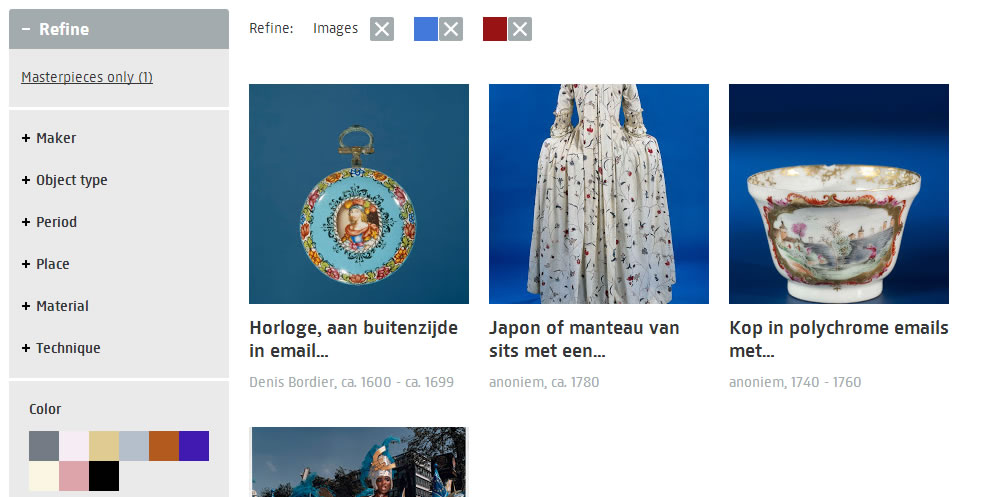 Refine
Masterpieces only (1)
Maker
Object type
Period
Place
Material
Technique
Color
Refine:
Images
Horloge, aan buitenzijde
in email...
Denis Bordier, ca. 1600 - ca. 1699
Japon of manteau van
sits met een...
anoniem, ca. 1780
Kop in polychrome emails
met...
anoniem, 1740 - 1760